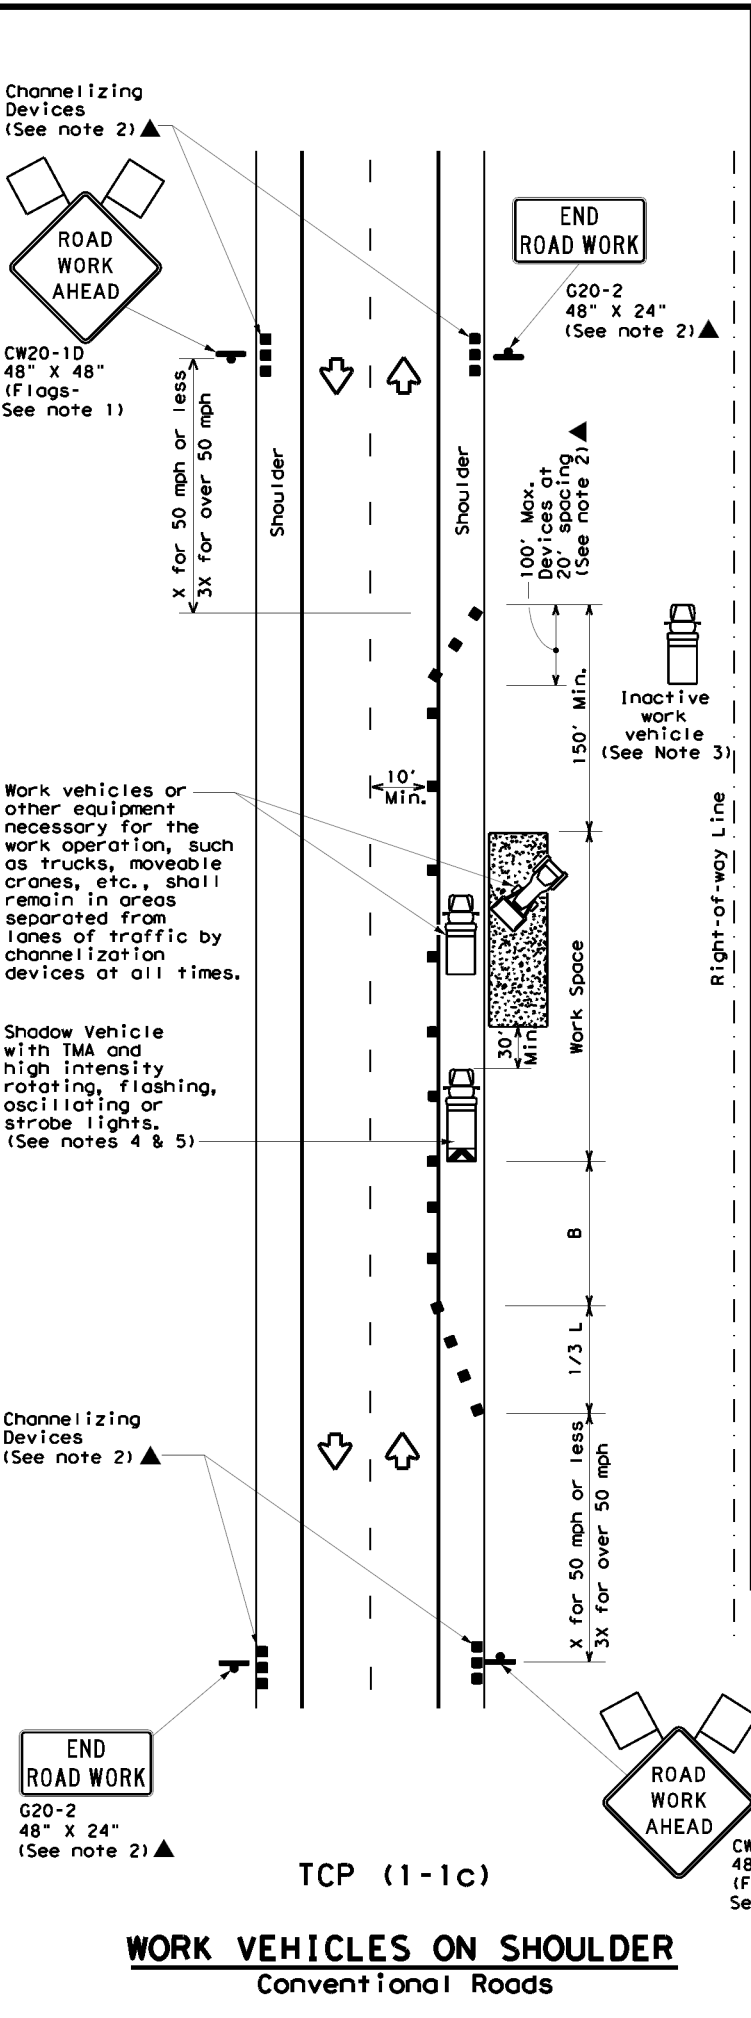 Channelizing
Devices
(See note 2)▲
ROAD
WORK
AHEAD
CW20-1D
48" X 48"
(Flags-
See note 1)
END
ROAD WORK
G20-2
48" X 24"
(See note 2)▲
X for 50 mph or less
3X for over 50 mph
Shoulder
Shoulder
100' Max.
Devices at
20' spacing
(See note 2)▲
150' Min.
Inactive
work
vehicle
(See Note 3)
10'
Min.
Work vehicles or
other equipment
necessary for the
work operation, such
as trucks, moveable
cranes, etc., shall
remain in areas
separated from
lanes of traffic by
channelization
devices at all times.
Right-of-way Line
Work Space
30'
Min.
Shadow Vehicle
with TMA and
high intensity
rotating, flashing,
oscillating or
strobe lights.
(See notes 4 & 5)
B
1/3 L
Channelizing
Devices
(See note 2)▲
X for 50 mph or less
3X for over 50 mph
END
ROAD WORK
G20-2
48" X 24"
(See note 2)▲
ROAD
WORK
AHEAD
CW
48
(F
Se
TCP (1-1c)
WORK VEHICLES ON SHOULDER
Conventional Roads